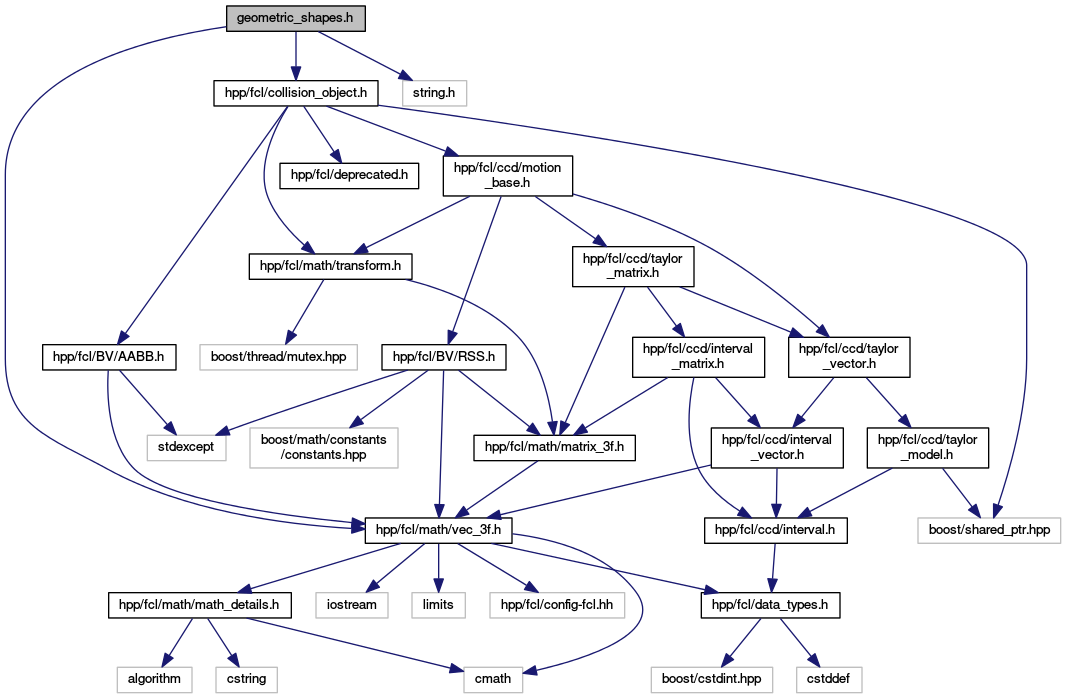 geometric_shapes.h
hpp/fcl/collision_object.h
string.h
hpp/fcl/deprecated.h
hpp/fcl/ccd/motion
_base.h
hpp/fcl/math/transform.h
hpp/fcl/ccd/taylor
_matrix.h
hpp/fcl/BV/AABB.h
boost/thread/mutex.hpp
hpp/fcl/BV/RSS.h
hpp/fcl/ccd/interval
_matrix.h
hpp/fcl/ccd/taylor
_vector.h
stdexcept
boost/math/constants
/constants.hpp
hpp/fcl/math/matrix_3f.h
hpp/fcl/ccd/interval
_vector.h
hpp/fcl/ccd/taylor
_model.h
hpp/fcl/math/vec_3f.h
hpp/fcl/ccd/interval.h
boost/shared_ptr.hpp
hpp/fcl/math/math_details.h
iostream
limits
hpp/fcl/config-fcl.hh
hpp/fcl/data_types.h
algorithm
cstring
cmath
boost/cstdint.hpp
cstddef